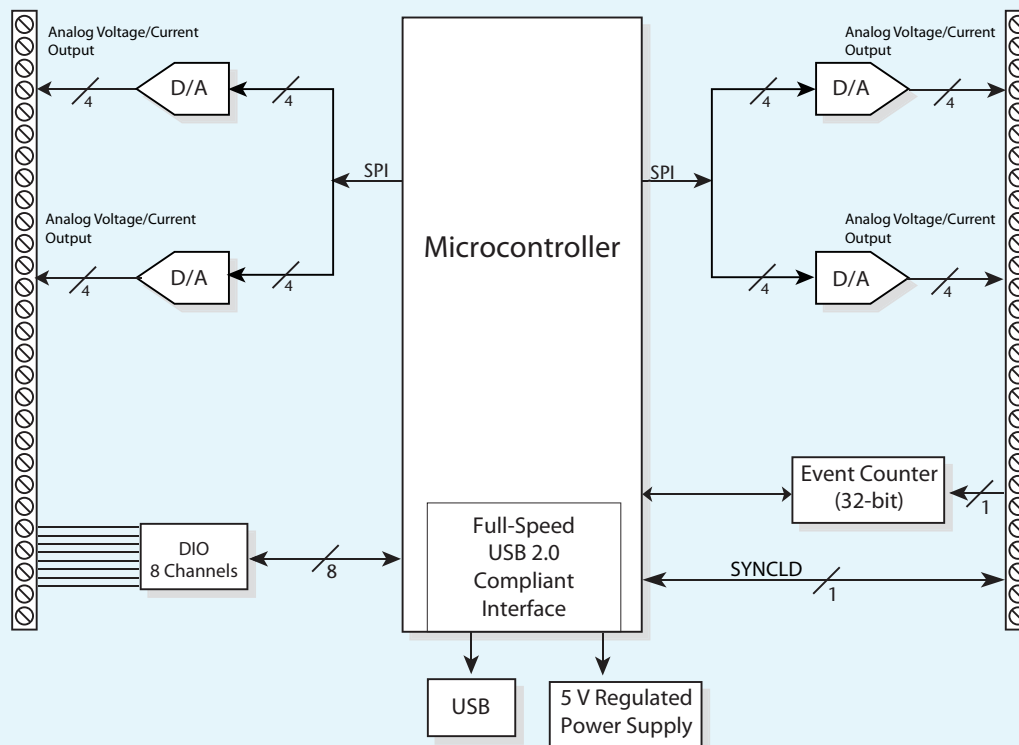 Analog Voltage/Current
Output
D/A
4
4
SPI
Analog Voltage/Current
Output
D/A
4
4
Microcontroller
SPI
Analog Voltage/Current
Output
D/A
4
4
Analog Voltage/Current
Output
D/A
4
4
Event Counter
(32-bit)
1
SYNCLD
1
DIO
8 Channels
8
Full-Speed
USB 2.0
Compliant
Interface
USB
5 V Regulated
Power Supply